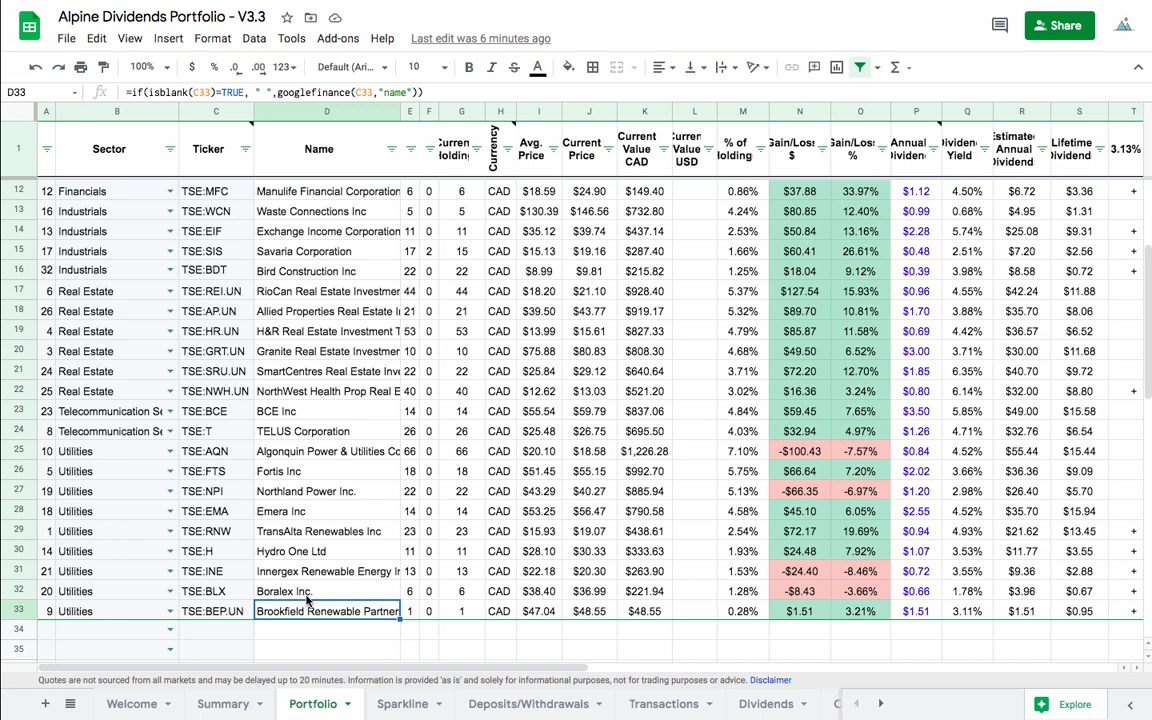 Alpine Dividends Portfolio - V3.3
File Edit View Insert Format Data Tools Add-ons Help Last edit was 6 minutes ago
Share
100% $ % .0 .00 123 Default (Ari... 10 B I S A Σ
D33 fx =if(isblank(C33)=TRUE, " ",googlefinance(C33,"name"))
A B C D E F G H I J K L M N O P Q R S T
1 Sector Ticker Name Currency Avg. Price Current Price Current Value CAD Value USD % of Holding Gain/Loss $ Gain/Loss % Annual Yield Estimate Annual Dividend Lifetime 3.13%
12 12 Financials TSE:MFC Manulife Financial Corporation 6 0 6 CAD $18.59 $24.90 $149.40 0.86% $37.88 33.97% $1.12 4.50% $6.72 $3.36 +
13 16 Industrials TSE:WCN Waste Connections Inc 5 0 5 CAD $130.39 $146.56 $732.80 4.24% $80.85 12.40% $0.99 0.68% $4.95 $1.31
14 13 Industrials TSE:EIF Exchange Income Corporation 11 0 11 CAD $35.12 $39.74 $437.14 2.53% $50.84 13.16% $2.28 5.74% $25.08 $9.31 +
15 17 Industrials TSE:SIS Savaria Corporation 17 2 15 CAD $15.13 $19.16 $287.40 1.66% $60.41 26.61% $0.48 2.51% $7.20 $2.56 +
16 32 Industrials TSE:BDT Bird Construction Inc 22 0 22 CAD $8.99 $9.81 $215.82 1.25% $18.04 9.12% $0.39 3.98% $8.58 $0.72 +
17 6 Real Estate TSE:REI.UN RioCan Real Estate Investmer 44 0 44 CAD $18.20 $21.10 $928.40 5.37% $127.54 15.93% $0.96 4.55% $42.24 $11.88
18 26 Real Estate TSE:AP.UN Allied Properties Real Estate I 21 0 21 CAD $39.50 $43.77 $919.17 5.32% $89.70 10.81% $1.70 3.88% $35.70 $8.06
19 4 Real Estate TSE:HR.UN H&R Real Estate Investment T 53 0 53 CAD $13.99 $15.61 $827.33 4.79% $85.87 11.58% $0.69 4.42% $36.57 $6.52
20 3 Real Estate TSE:GRT.UN Granite Real Estate Investmer 10 0 10 CAD $75.88 $80.83 $808.30 4.68% $49.50 6.52% $3.00 3.71% $30.00 $11.68
21 24 Real Estate TSE:SRU.UN SmartCentres Real Estate Inve 22 0 22 CAD $25.84 $29.12 $640.64 3.71% $72.20 12.70% $1.85 6.35% $40.70 $9.72
22 25 Real Estate TSE:NWH.UN NorthWest Health Prop Real E 40 0 40 CAD $12.62 $13.03 $521.20 3.02% $16.36 3.24% $0.80 6.14% $32.00 $8.80 +
23 23 Telecommunication Se TSE:BCE BCE Inc 14 0 14 CAD $55.54 $59.79 $837.06 4.84% $59.45 7.65% $3.50 5.85% $49.00 $15.58
24 8 Telecommunication Se TSE:T TELUS Corporation 26 0 26 CAD $25.48 $26.75 $695.50 4.03% $32.94 4.97% $1.26 4.71% $32.76 $6.54
25 10 Utilities TSE:AQN Algonquin Power & Utilities Co 66 0 66 CAD $20.10 $18.58 $1,226.28 7.10% -$100.43 -7.57% $0.84 4.52% $55.44 $15.44
26 5 Utilities TSE:FTS Fortis Inc 18 0 18 CAD $51.45 $55.15 $992.70 5.75% $66.64 7.20% $2.02 3.66% $36.36 $9.09
27 19 Utilities TSE:NPI Northland Power Inc. 22 0 22 CAD $43.29 $40.27 $885.94 5.13% -$66.35 -6.97% $1.20 2.98% $26.40 $5.70
28 18 Utilities TSE:EMA Emera Inc 14 0 14 CAD $53.25 $56.47 $790.58 4.58% $45.10 6.05% $2.55 4.52% $35.70 $15.94
29 1 Utilities TSE:RNW TransAlta Renewables Inc 23 0 23 CAD $15.93 $19.07 $438.61 2.54% $72.17 19.69% $0.94 4.93% $21.62 $13.45 +
30 14 Utilities TSE:H Hydro One Ltd 11 0 11 CAD $28.10 $30.33 $333.63 1.93% $24.48 7.92% $1.07 3.53% $11.77 $3.55 +
31 21 Utilities TSE:INE Innergex Renewable Energy Ir 13 0 13 CAD $22.18 $20.30 $263.90 1.53% -$24.40 -8.46% $0.72 3.55% $9.36 $2.88 +
32 20 Utilities TSE:BLX Boralex Inc. 6 0 6 CAD $38.40 $36.99 $221.94 1.28% -$8.43 -3.66% $0.66 1.78% $3.96 $0.67 +
33 9 Utilities TSE:BEP.UN Brookfield Renewable Partner 1 0 1 CAD $47.04 $48.55 $48.55 0.28% $1.51 3.21% $1.51 3.11% $1.51 $0.95 +
34
35
Quotes are not sourced from all markets and may be delayed up to 20 minutes. Information is provided 'as is' and solely for informational purposes, not for trading purposes or advice. Disclaimer
Welcome Summary Portfolio Sparkline Deposits/Withdrawals Transactions Dividends Explore